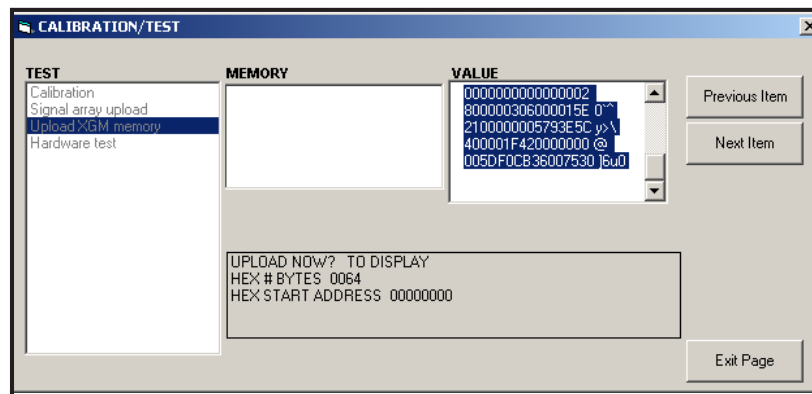 CALIBRATION/TEST
TEST
Calibration
Signal array upload
Upload XGM memory
Hardware test
MEMORY
VALUE
0000000000000002
800000306000015E 0`^
2100000005793E5C y>\
400001F420000000 @
005DF0CB36007530 ]6u0
Previous Item
Next Item
UPLOAD NOW?  TO DISPLAY
HEX # BYTES  0064
HEX START ADDRESS  00000000
Exit Page